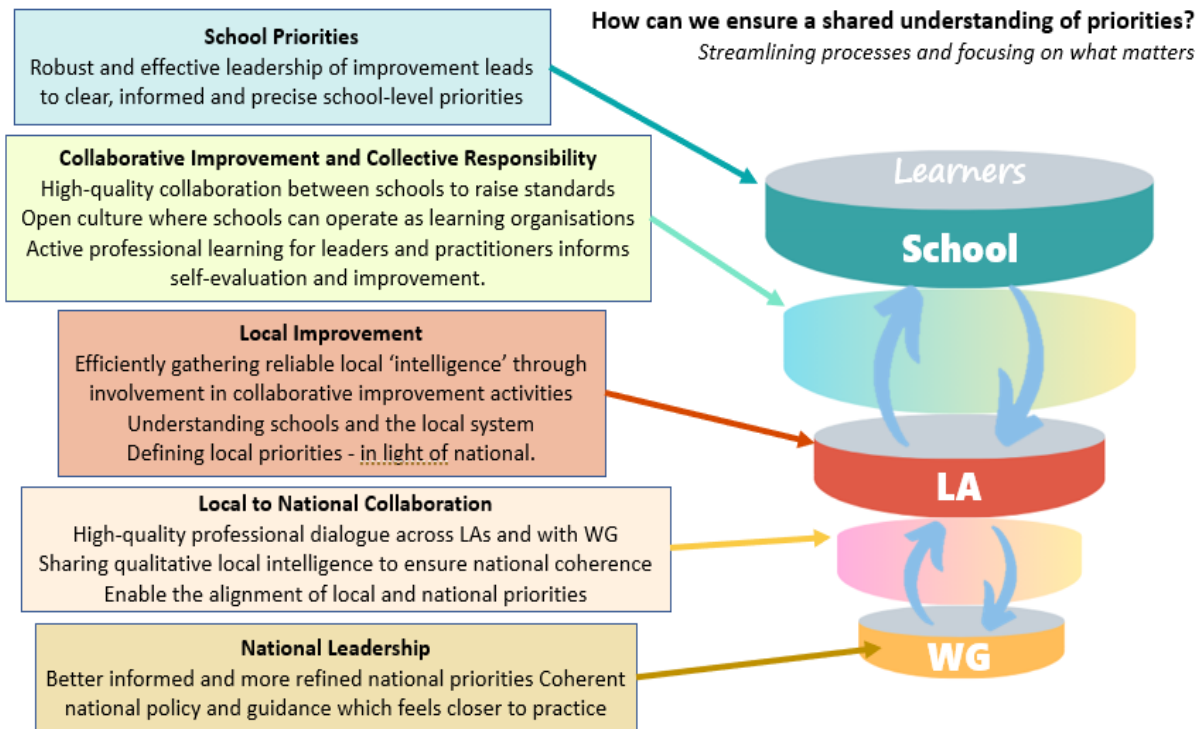 How can we ensure a shared understanding of priorities?
Streamlining processes and focusing on what matters
School Priorities
Robust and effective leadership of improvement leads
to clear, informed and precise school-level priorities
Collaborative Improvement and Collective Responsibility
High-quality collaboration between schools to raise standards
Open culture where schools can operate as learning organisations
Active professional learning for leaders and practitioners informs
self-evaluation and improvement.
Local Improvement
Efficiently gathering reliable local ‘intelligence’ through
involvement in collaborative improvement activities
Understanding schools and the local system
Defining local priorities - in light of national.
Local to National Collaboration
High-quality professional dialogue across LAs and with WG
Sharing qualitative local intelligence to ensure national coherence
Enable the alignment of local and national priorities
National Leadership
Better informed and more refined national priorities Coherent
national policy and guidance which feels closer to practice
Learners
School
LA
WG